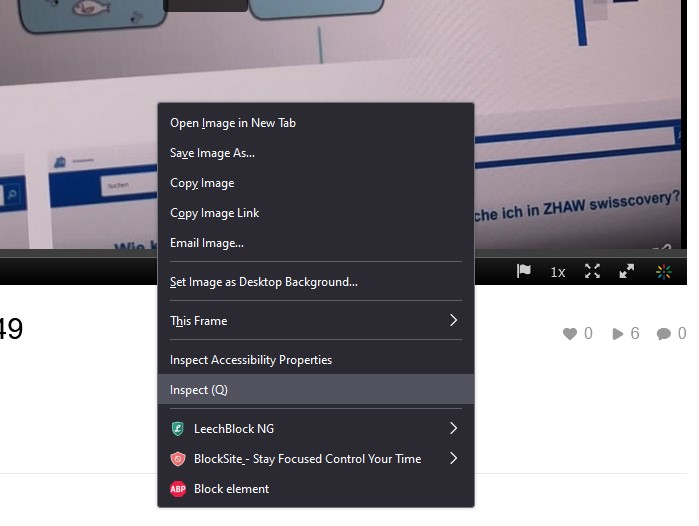 Suchen
Wie k
che ich in ZHAW swisscovery?
Open Image in New Tab
Save Image As...
Copy Image
Copy Image Link
Email Image...
Set Image as Desktop Background...
This Frame
Inspect Accessibility Properties
Inspect (Q)
LeechBlock NG
BlockSite - Stay Focused Control Your Time
ABP Block element
1x
49
0 6 0